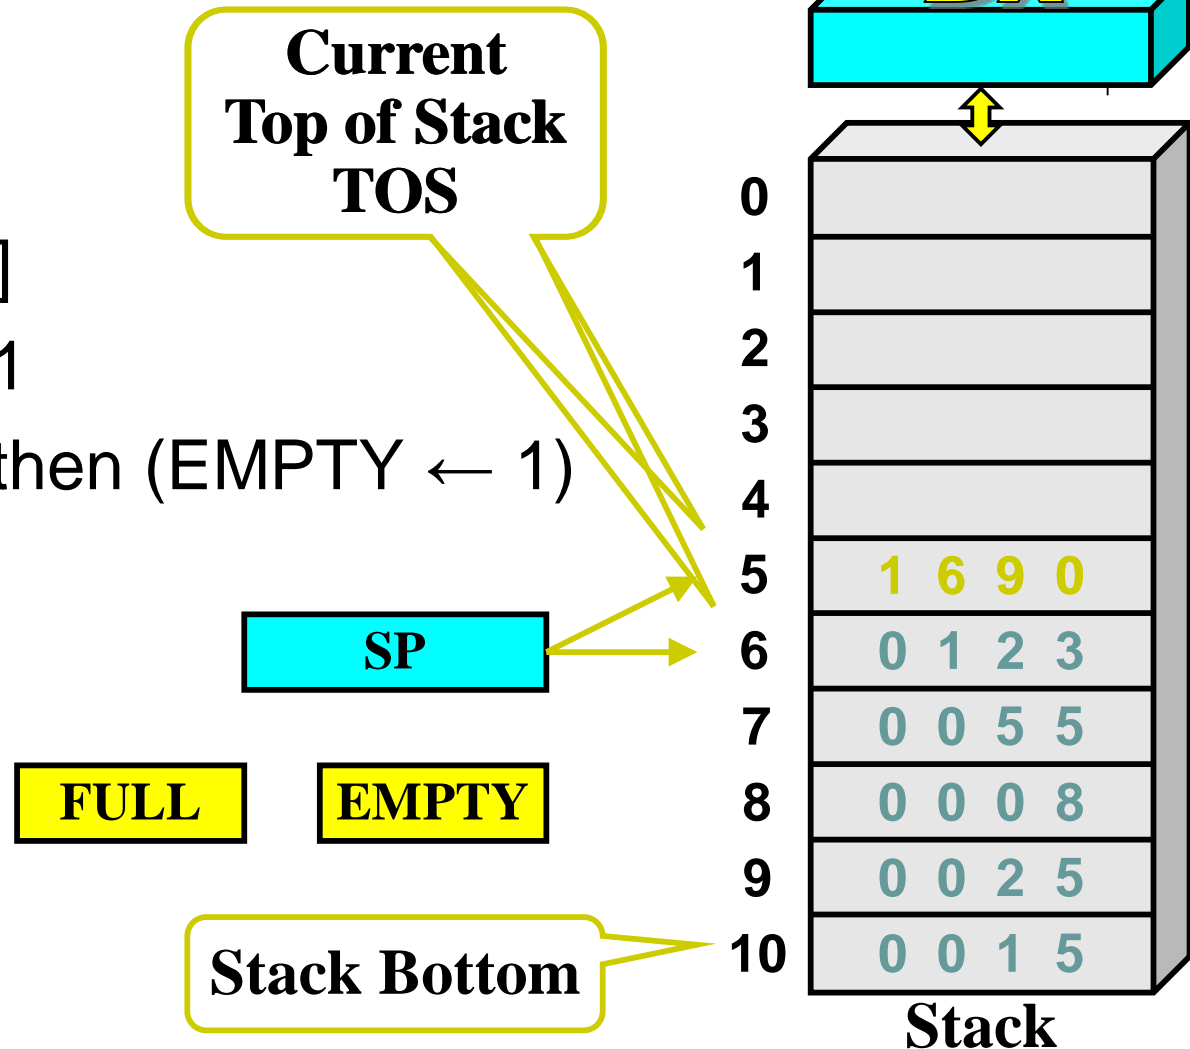 Current
Top of Stack
TOS
]
1
then (EMPTY ← 1)
SP
FULL
EMPTY
Stack Bottom
0
1
2
3
4
5 1 6 9 0
6 0 1 2 3
7 0 0 5 5
8 0 0 0 8
9 0 0 2 5
10 0 0 1 5
Stack